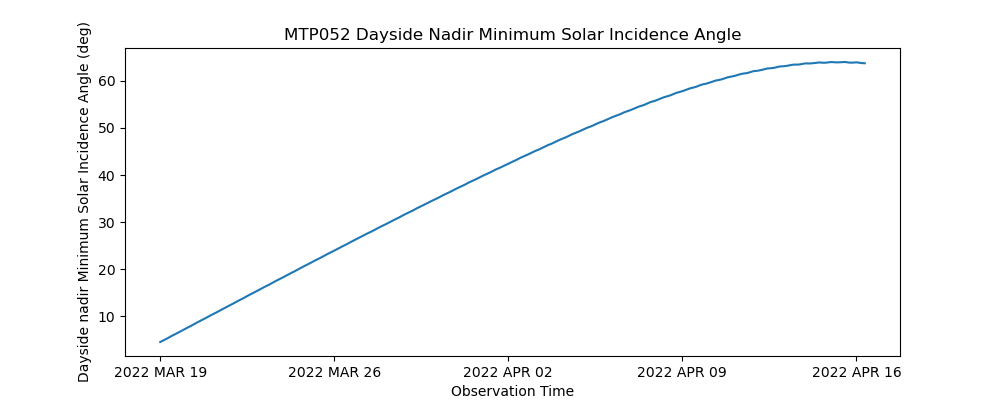 MTP052 Dayside Nadir Minimum Solar Incidence Angle
Dayside nadir Minimum Solar Incidence Angle (deg)
60
50
40
30
20
10
2022 MAR 19
2022 MAR 26
2022 APR 02
2022 APR 09
2022 APR 16
Observation Time